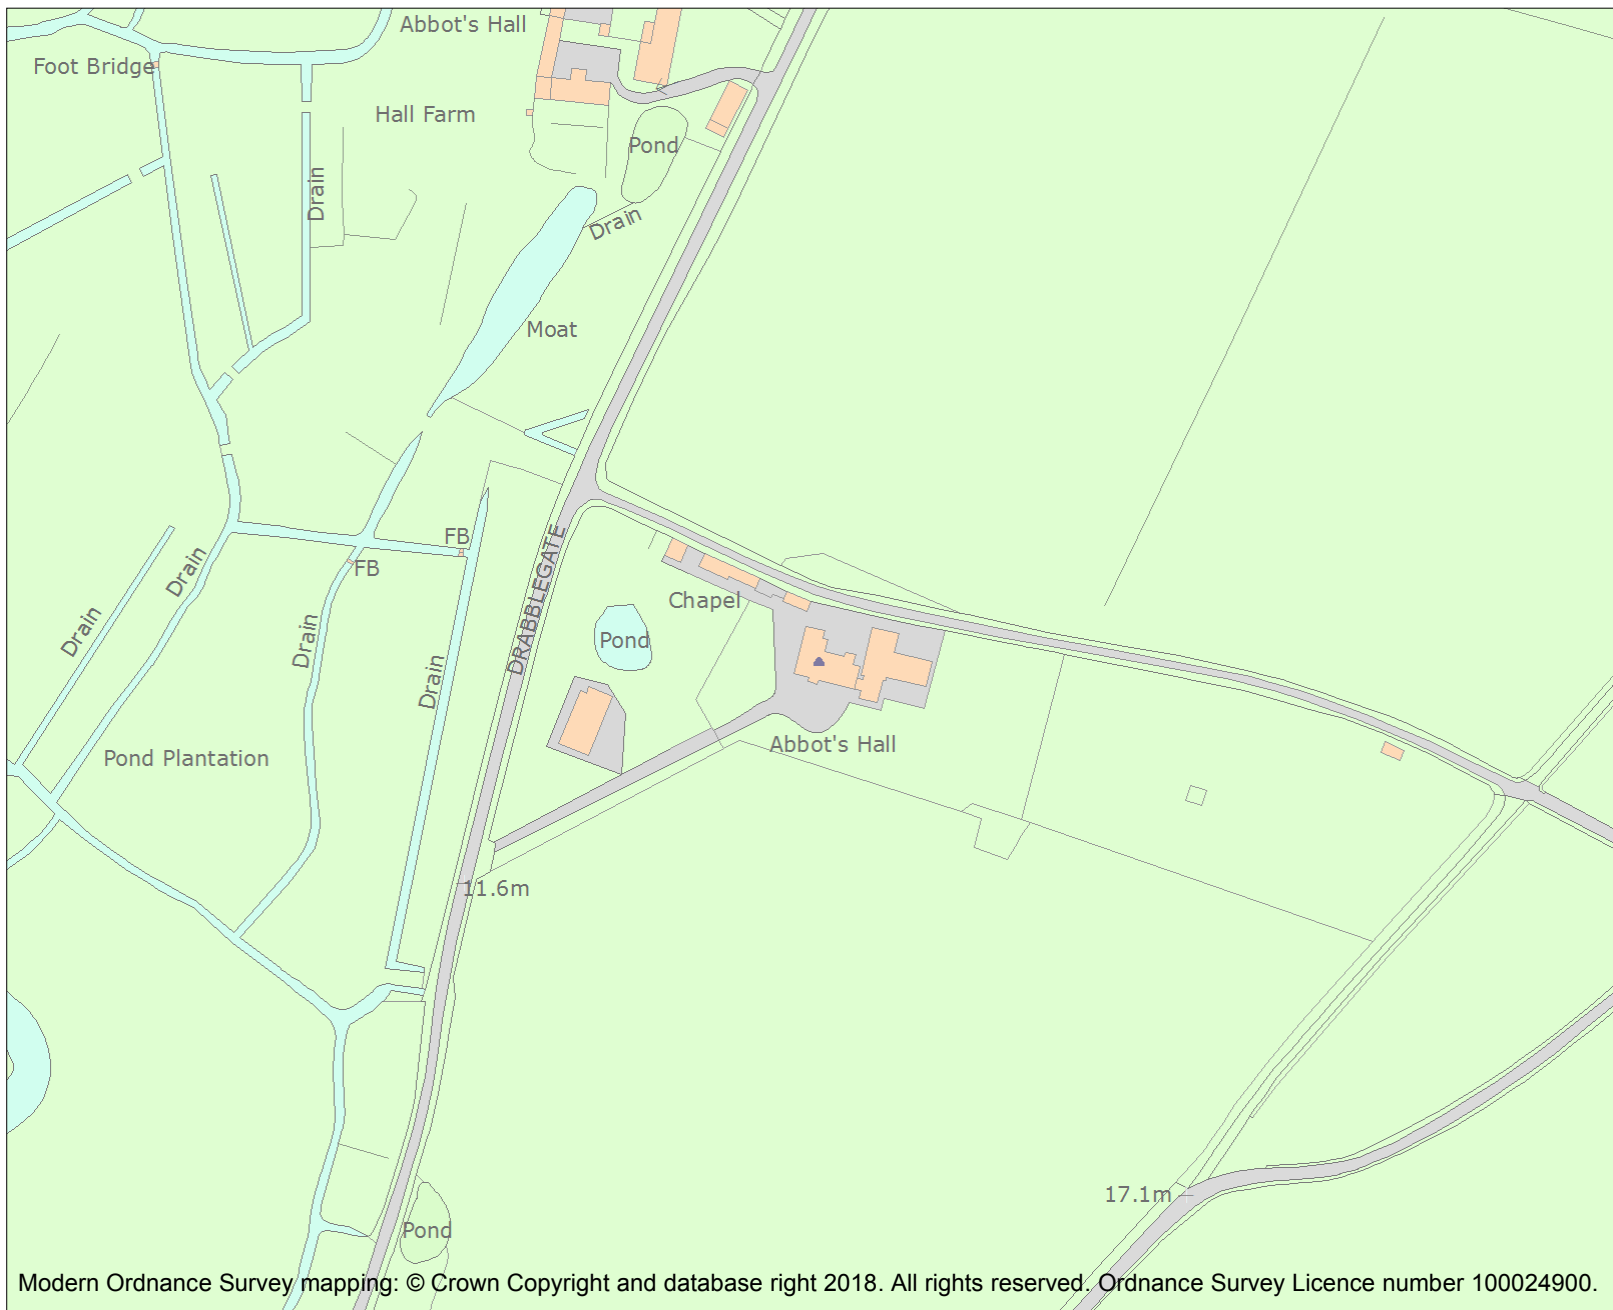 Abbot's Hall
Foot Bridge
Hall Farm
Pond
Drain
Drain
Moat
DRABBLEGATE
FB
FB
Drain
Drain
Drain
Drain
Chapel
Pond
Abbot's Hall
Pond Plantation
11.6m
17.1m
Pond
Modern Ordnance Survey mapping: © Crown Copyright and database right 2018. All rights reserved. Ordnance Survey Licence number 100024900.